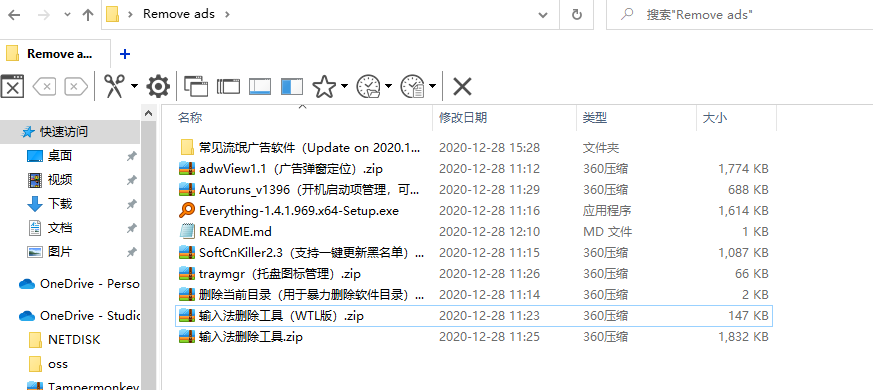 Remove ads
搜索"Remove ads"
Remove a...
名称 修改日期 类型 大小
快速访问
桌面
视频
下载
文档
图片
OneDrive - Perso
OneDrive - Studio
NETDISK
oss
Tampermonkey
常见流氓广告软件（Update on 2020.1... 2020-12-28 15:28 文件夹
adwView1.1（广告弹窗定位）.zip 2020-12-28 11:12 360压缩 1,774 KB
Autoruns_v1396（开机启动项管理，可... 2020-12-28 11:29 360压缩 688 KB
Everything-1.4.1.969.x64-Setup.exe 2020-12-28 11:16 应用程序 1,614 KB
README.md 2020-12-28 12:10 MD 文件 1 KB
SoftCnKiller2.3（支持一键更新黑名单）... 2020-12-28 11:15 360压缩 1,087 KB
traymgr（托盘图标管理）.zip 2020-12-28 11:26 360压缩 66 KB
删除当前目录（用于暴力删除软件目录）... 2020-12-28 11:14 360压缩 2 KB
输入法删除工具（WTL版）.zip 2020-12-28 11:23 360压缩 147 KB
输入法删除工具.zip 2020-12-28 11:25 360压缩 1,832 KB